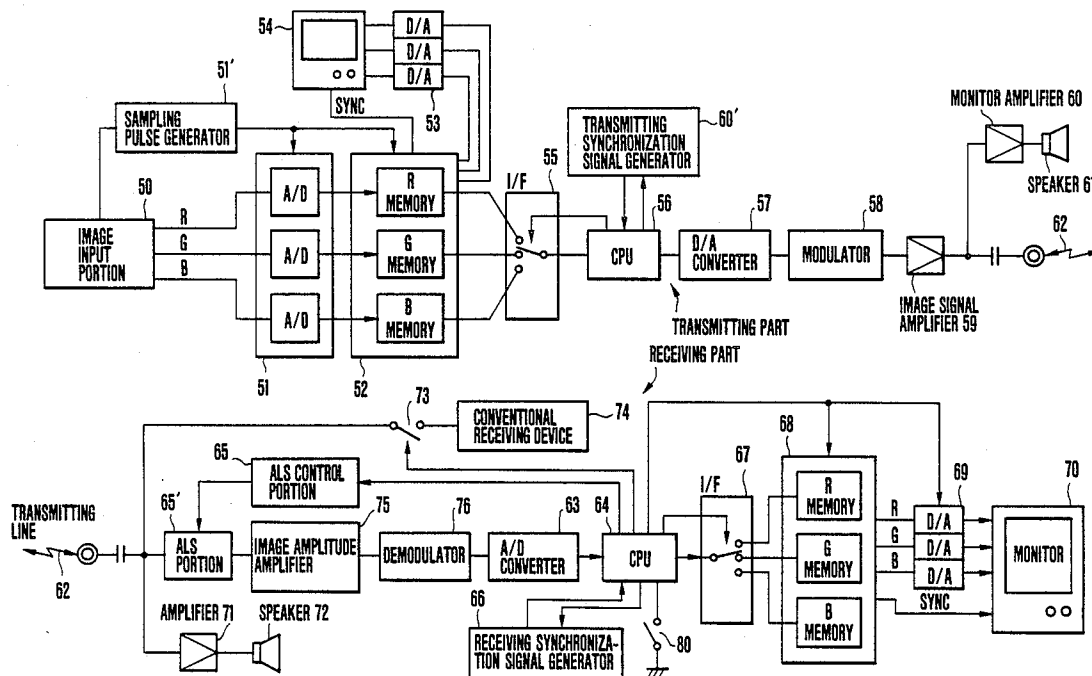 54
D/A
D/A
D/A
53
SYNC
51'
SAMPLING
PULSE GENERATOR
50
IMAGE
INPUT
PORTION
R
G
B
A/D
A/D
A/D
51
R
MEMORY
G
MEMORY
B
MEMORY
52
I/F
55
TRANSMITTING
SYNCHRONIZATION
SIGNAL GENERATOR
60'
CPU
56
D/A
CONVERTER
57
MODULATOR
58
IMAGE SIGNAL
AMPLIFIER 59
MONITOR AMPLIFIER 60
SPEAKER 61
62
TRANSMITTING PART
RECEIVING PART
73
CONVENTIONAL
RECEIVING DEVICE
74
65
ALS CONTROL
PORTION
TRANSMITTING
LINE
62
65'
ALS
PORTION
75
IMAGE AMPLITUDE
AMPLIFIER
76
DEMODULATOR
63
A/D
CONVERTER
64
CPU
66
RECEIVING SYNCHRONIZA-
TION SIGNAL GENERATOR
80
AMPLIFIER 71
SPEAKER 72
I/F
67
68
R
MEMORY
G
MEMORY
B
MEMORY
R
G
B
SYNC
69
D/A
D/A
D/A
70
MONITOR